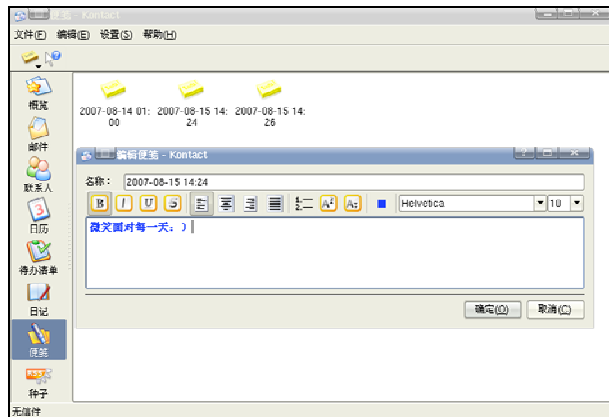 便笺 - Kontact
文件(F) 编辑(E) 设置(S) 帮助(H)
概览
邮件
联系人
日历
待办清单
日记
便笺
种子
2007-08-14 01:00
2007-08-15 14:24
2007-08-15 14:26
编辑便笺 - Kontact
名称： 2007-08-15 14:24
B I U S Helvetica 10
微笑面对每一天：）
确定(O) 取消(C)
无信件